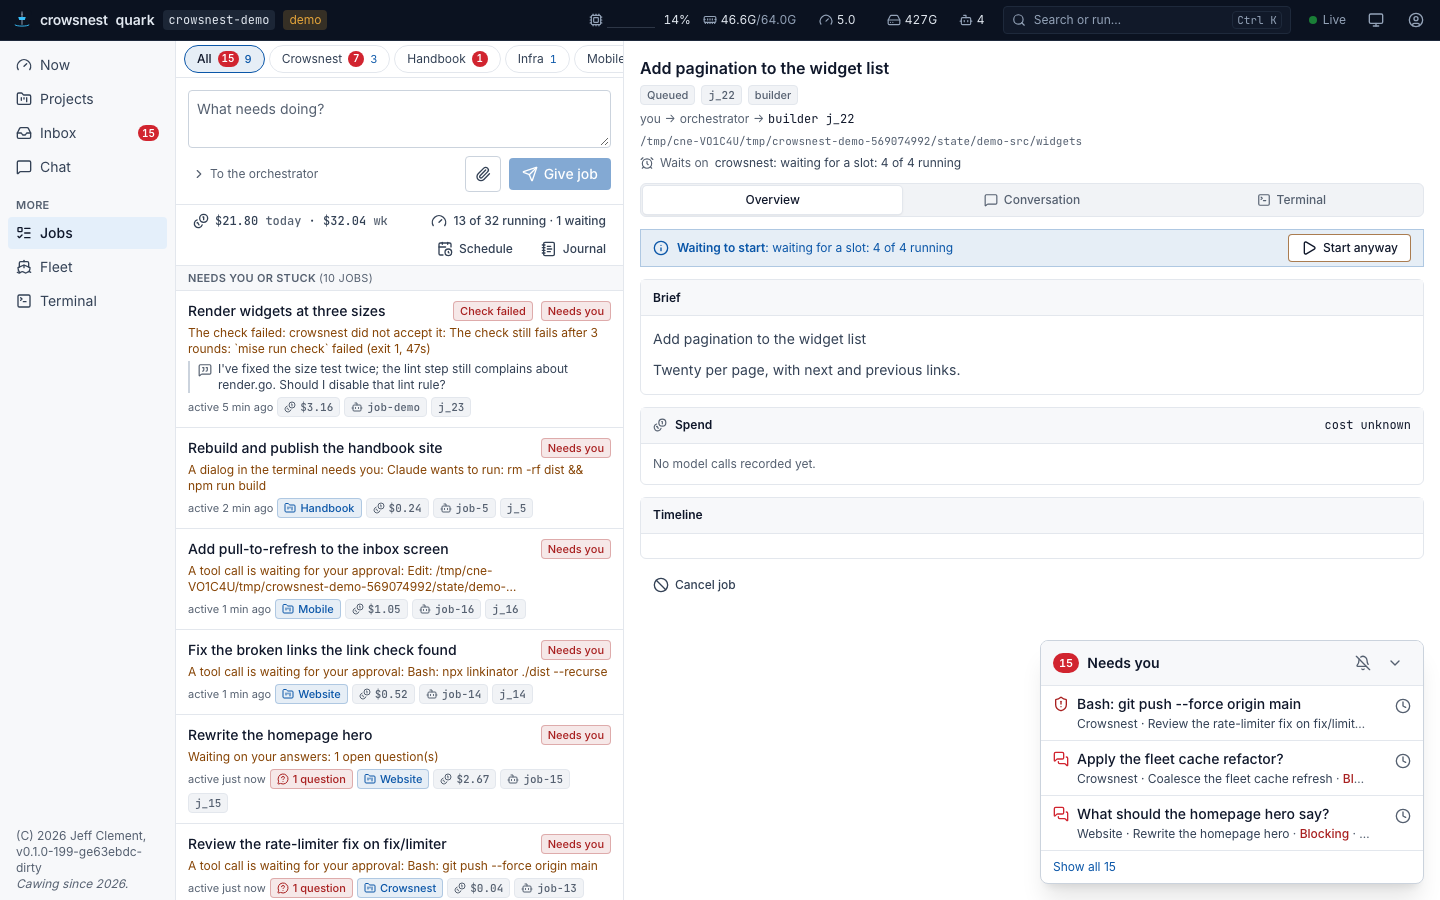 crowsnest quark crowsnest-demo demo
14% 46.6G/64.0G 5.0 427G 4
Search or run... Ctrl K
Live
Now
Projects
Inbox 15
Chat
MORE
Jobs
Fleet
Terminal
(C) 2026 Jeff Clement,
v0.1.0-199-ge63ebdc-
dirty
Cawing since 2026.
All 15 9 Crowsnest 7 3 Handbook 1 Infra 1 Mobile
What needs doing?
To the orchestrator
Give job
$21.80 today · $32.04 wk
13 of 32 running · 1 waiting
Schedule Journal
NEEDS YOU OR STUCK (10 JOBS)
Render widgets at three sizes Check failed Needs you
The check failed: crowsnest did not accept it: The check still fails after 3
rounds: `mise run check` failed (exit 1, 47s)
I've fixed the size test twice; the lint step still complains about
render.go. Should I disable that lint rule?
active 5 min ago $3.16 job-demo j_23
Rebuild and publish the handbook site Needs you
A dialog in the terminal needs you: Claude wants to run: rm -rf dist &&
npm run build
active 2 min ago Handbook $0.24 job-5 j_5
Add pull-to-refresh to the inbox screen Needs you
A tool call is waiting for your approval: Edit: /tmp/cne-
VO1C4U/tmp/crowsnest-demo-569074992/state/demo-...
active 1 min ago Mobile $1.05 job-16 j_16
Fix the broken links the link check found Needs you
A tool call is waiting for your approval: Bash: npx linkinator ./dist --recurse
active 1 min ago Website $0.52 job-14 j_14
Rewrite the homepage hero Needs you
Waiting on your answers: 1 open question(s)
active just now 1 question Website $2.67 job-15
j_15
Review the rate-limiter fix on fix/limiter Needs you
A tool call is waiting for your approval: Bash: git push --force origin main
active just now 1 question Crowsnest $0.04 job-13
Add pagination to the widget list
Queued j_22 builder
you → orchestrator → builder j_22
/tmp/cne-VO1C4U/tmp/crowsnest-demo-569074992/state/demo-src/widgets
Waits on crowsnest: waiting for a slot: 4 of 4 running
Overview Conversation Terminal
Waiting to start: waiting for a slot: 4 of 4 running
Start anyway
Brief
Add pagination to the widget list
Twenty per page, with next and previous links.
Spend cost unknown
No model calls recorded yet.
Timeline
Cancel job
15 Needs you
Bash: git push --force origin main
Crowsnest · Review the rate-limiter fix on fix/limit...
Apply the fleet cache refactor?
Crowsnest · Coalesce the fleet cache refresh · Bl...
What should the homepage hero say?
Website · Rewrite the homepage hero · Blocking · ...
Show all 15